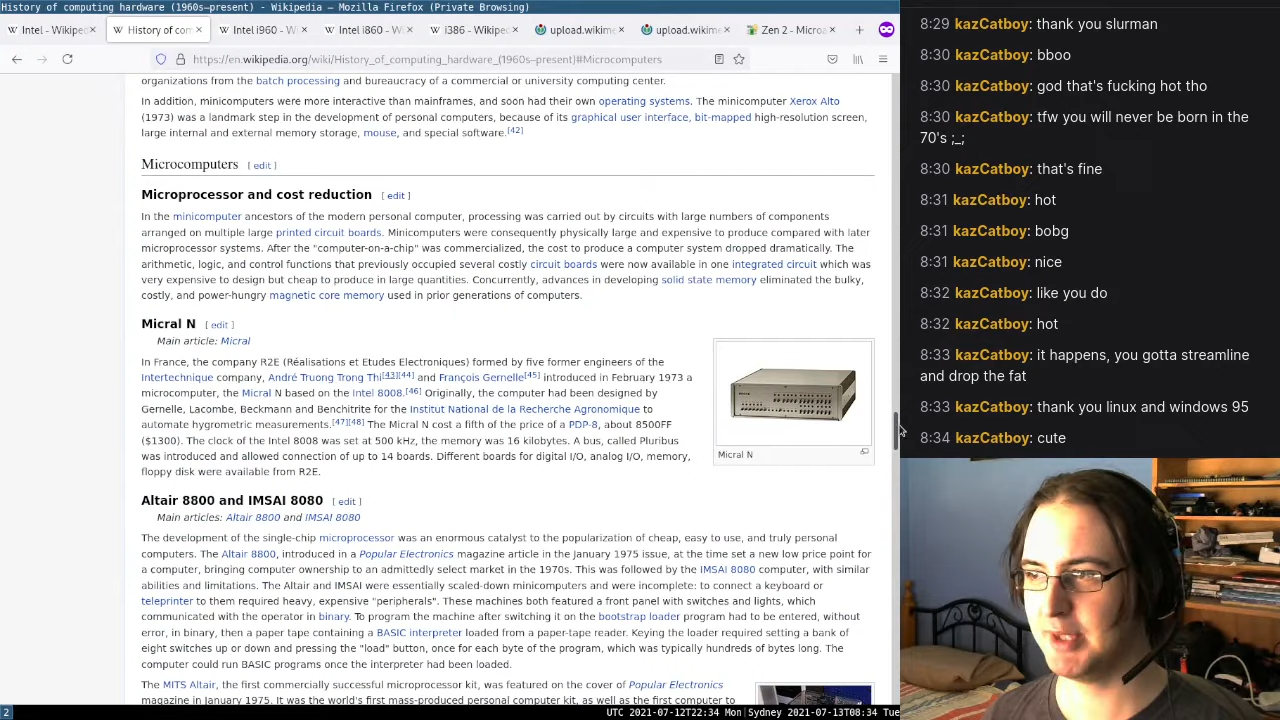 History of computing hardware (1960s–present) - Wikipedia — Mozilla Firefox (Private Browsing)
Intel - Wikiped
History of com
Intel i960 - W
Intel i860 - W
i386 - Wikiped
upload.wikime
upload.wikime
Zen 2 - Microa
https://en.wikipedia.org/wiki/History_of_computing_hardware_(1960s–present)#Microcomputers
organizations from the batch processing and bureaucracy of a commercial or university computing center.
In addition, minicomputers were more interactive than mainframes, and soon had their own operating systems. The minicomputer Xerox Alto
(1973) was a landmark step in the development of personal computers, because of its graphical user interface, bit-mapped high-resolution screen,
large internal and external memory storage, mouse, and special software.[42]
Microcomputers [ edit ]
Microprocessor and cost reduction [ edit ]
In the minicomputer ancestors of the modern personal computer, processing was carried out by circuits with large numbers of components
arranged on multiple large printed circuit boards. Minicomputers were consequently physically large and expensive to produce compared with later
microprocessor systems. After the "computer-on-a-chip" was commercialized, the cost to produce a computer system dropped dramatically. The
arithmetic, logic, and control functions that previously occupied several costly circuit boards were now available in one integrated circuit which was
very expensive to design but cheap to produce in large quantities. Concurrently, advances in developing solid state memory eliminated the bulky,
costly, and power-hungry magnetic core memory used in prior generations of computers.
Micral N [ edit ]
Main article: Micral
In France, the company R2E (Réalisations et Etudes Electroniques) formed by five former engineers of the
Intertechnique company, André Truong Trong Thi[43][44] and François Gernelle[45] introduced in February 1973 a
microcomputer, the Micral N based on the Intel 8008.[46] Originally, the computer had been designed by
Gernelle, Lacombe, Beckmann and Benchitrite for the Institut National de la Recherche Agronomique to
automate hygrometric measurements.[47][48] The Micral N cost a fifth of the price of a PDP-8, about 8500FF
($1300). The clock of the Intel 8008 was set at 500 kHz, the memory was 16 kilobytes. A bus, called Pluribus
was introduced and allowed connection of up to 14 boards. Different boards for digital I/O, analog I/O, memory,
floppy disk were available from R2E.
Micral N
Altair 8800 and IMSAI 8080 [ edit ]
Main articles: Altair 8800 and IMSAI 8080
The development of the single-chip microprocessor was an enormous catalyst to the popularization of cheap, easy to use, and truly personal
computers. The Altair 8800, introduced in a Popular Electronics magazine article in the January 1975 issue, at the time set a new low price point for
a computer, bringing computer ownership to an admittedly select market in the 1970s. This was followed by the IMSAI 8080 computer, with similar
abilities and limitations. The Altair and IMSAI were essentially scaled-down minicomputers and were incomplete: to connect a keyboard or
teleprinter to them required heavy, expensive "peripherals". These machines both featured a front panel with switches and lights, which
communicated with the operator in binary. To program the machine after switching it on the bootstrap loader program had to be entered, without
error, in binary, then a paper tape containing a BASIC interpreter loaded from a paper-tape reader. Keying the loader required setting a bank of
eight switches up or down and pressing the "load" button, once for each byte of the program, which was typically hundreds of bytes long. The
computer could run BASIC programs once the interpreter had been loaded.
The MITS Altair, the first commercially successful microprocessor kit, was featured on the cover of Popular Electronics
magazine in January 1975. It was the world's first mass-produced personal computer kit, as well as the first computer to
2
UTC 2021-07-12T22:34 Mon|Sydney 2021-07-13T08:34 Tue
8:29 kazCatboy: thank you slurman
8:30 kazCatboy: bboo
8:30 kazCatboy: god that's fucking hot tho
8:30 kazCatboy: tfw you will never be born in the
70's ;_;
8:30 kazCatboy: that's fine
8:31 kazCatboy: hot
8:31 kazCatboy: bobg
8:31 kazCatboy: nice
8:32 kazCatboy: like you do
8:32 kazCatboy: hot
8:33 kazCatboy: it happens, you gotta streamline
and drop the fat
8:33 kazCatboy: thank you linux and windows 95
8:34 kazCatboy: cute